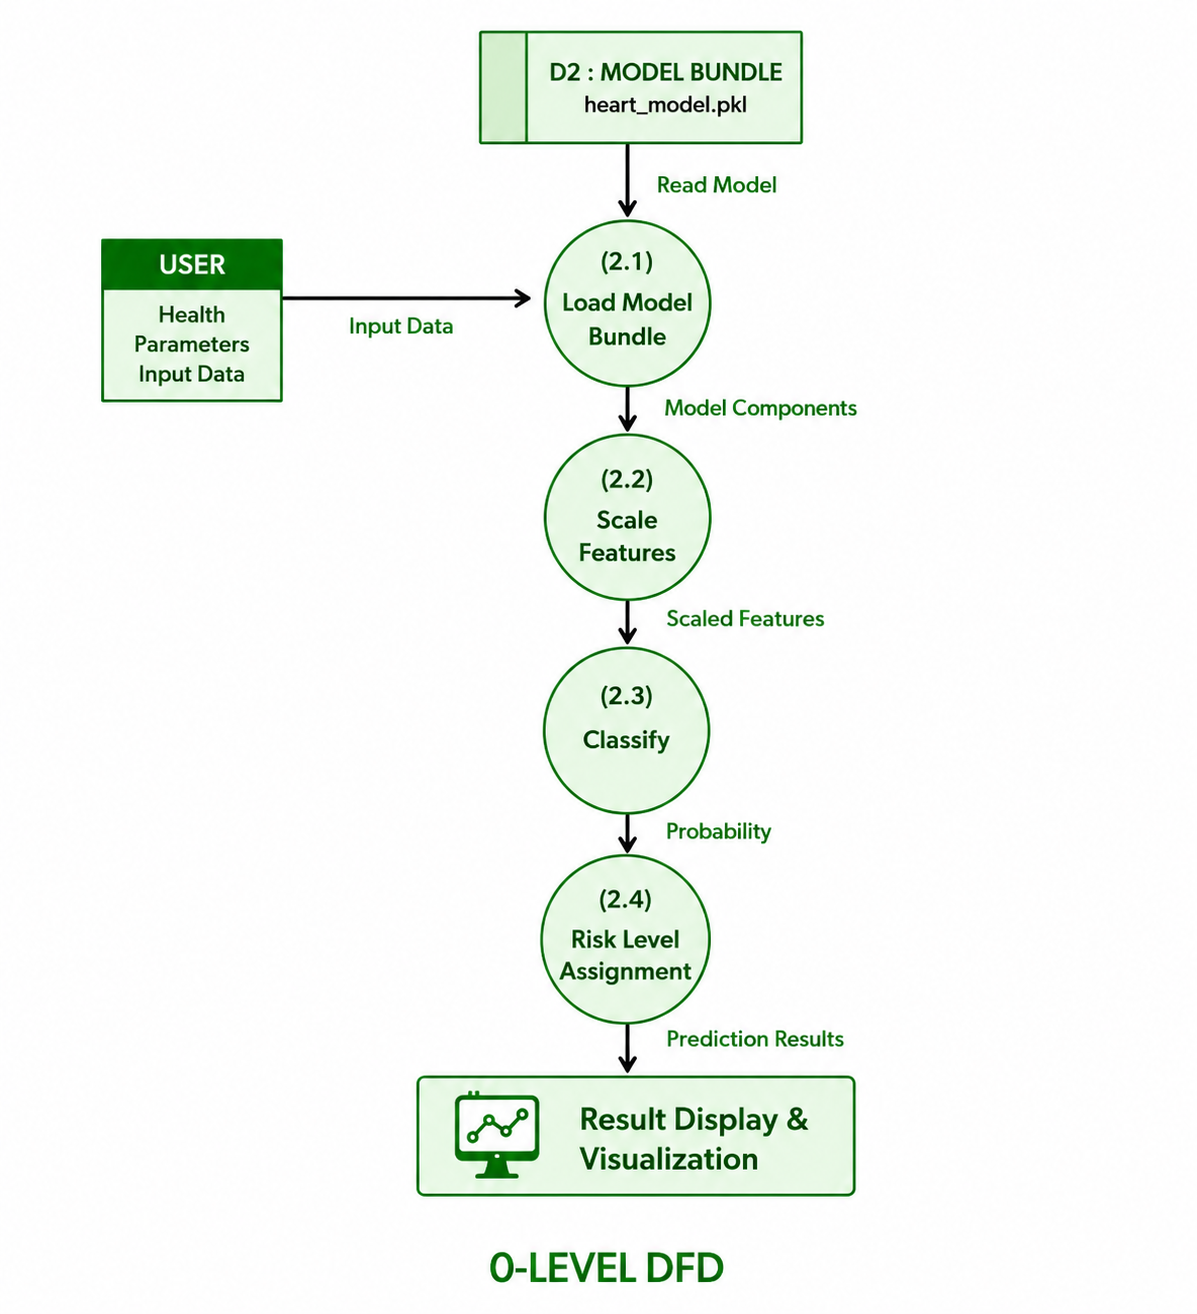 D2 : MODEL BUNDLE
heart_model.pkl
Read Model
USER
Health
Parameters
Input Data
Input Data
(2.1)
Load Model
Bundle
Model Components
(2.2)
Scale
Features
Scaled Features
(2.3)
Classify
Probability
(2.4)
Risk Level
Assignment
Prediction Results
Result Display &
Visualization
0-LEVEL DFD